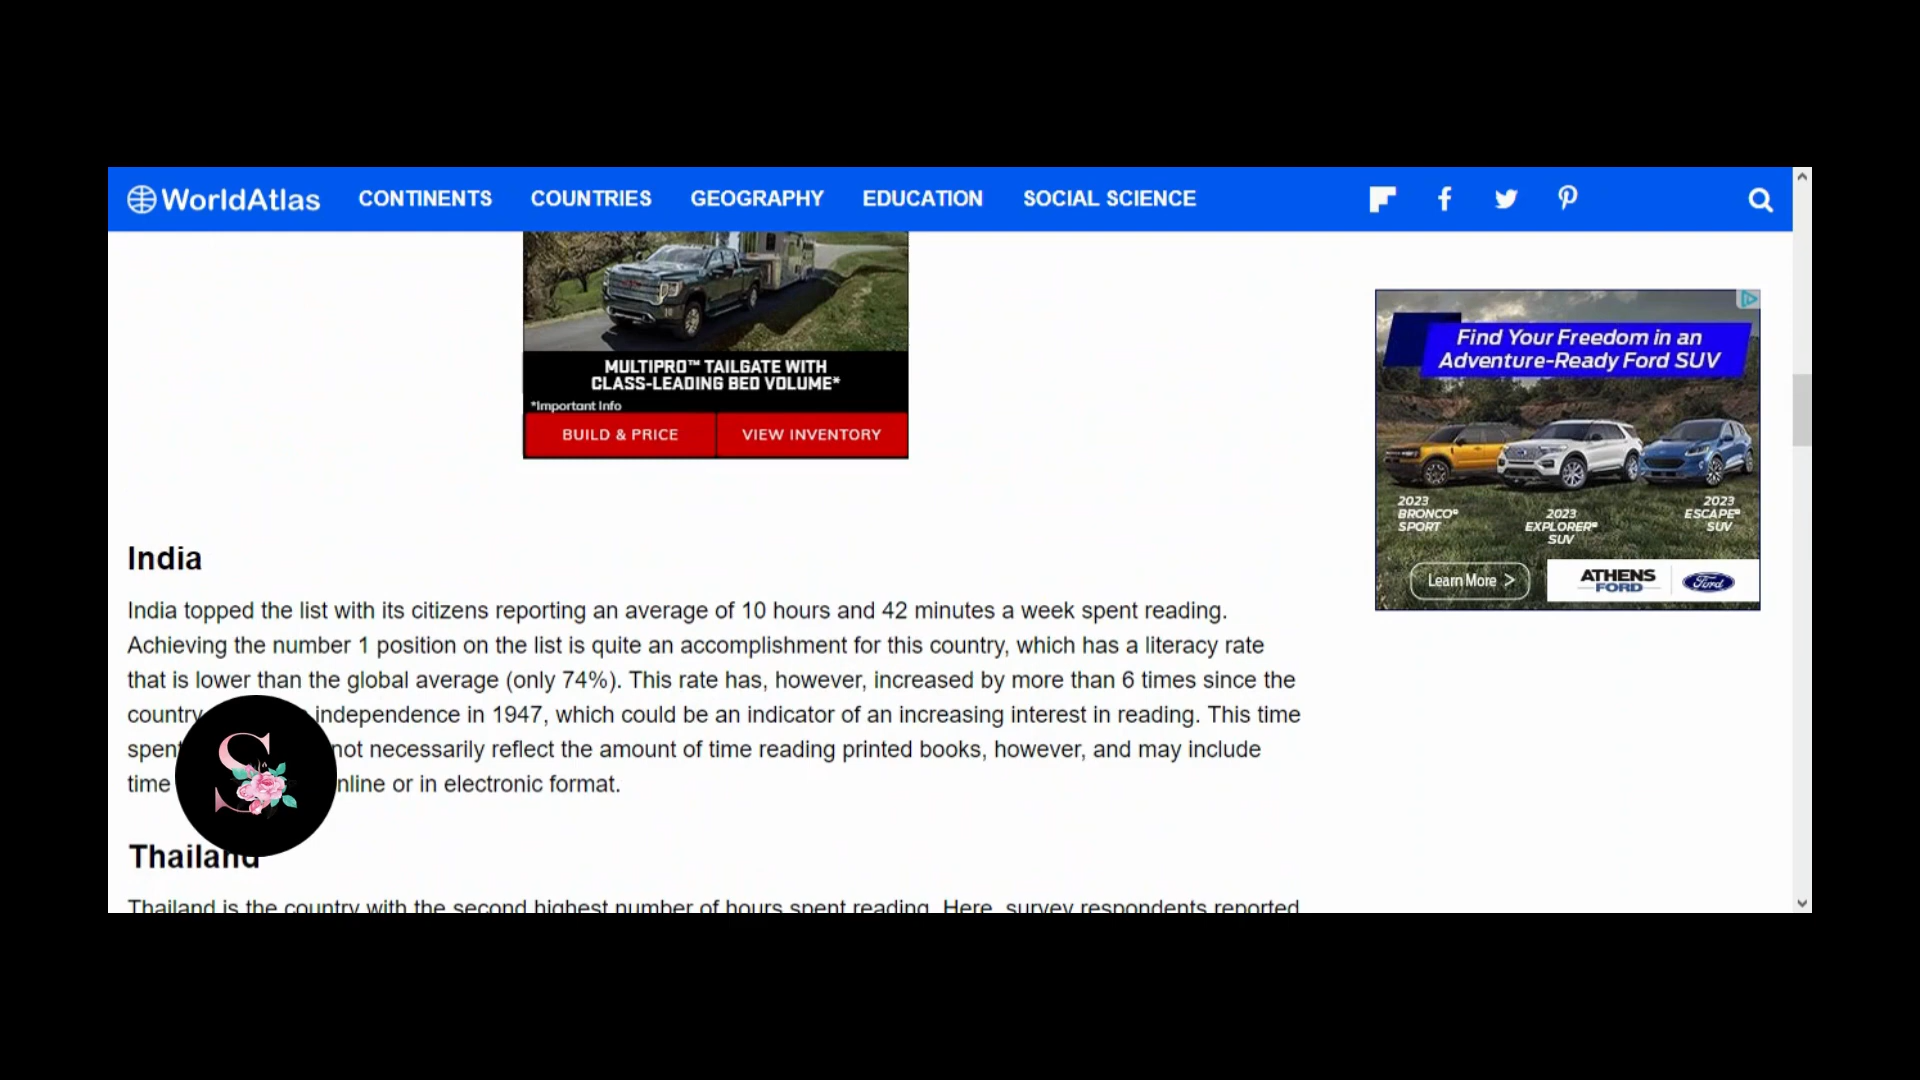 WorldAtlas CONTINENTS COUNTRIES GEOGRAPHY EDUCATION SOCIAL SCIENCE
MULTIPRO™ TAILGATE WITH
CLASS-LEADING BED VOLUME*
*Important Info
BUILD & PRICE VIEW INVENTORY
Find Your Freedom in an
Adventure-Ready Ford SUV
2023
BRONCO®
SPORT
2023
EXPLORER®
SUV
2023
ESCAPE®
SUV
Learn More >
ATHENS
FORD
Ford
India
India topped the list with its citizens reporting an average of 10 hours and 42 minutes a week spent reading.
Achieving the number 1 position on the list is quite an accomplishment for this country, which has a literacy rate
that is lower than the global average (only 74%). This rate has, however, increased by more than 6 times since the
country independence in 1947, which could be an indicator of an increasing interest in reading. This time
spent not necessarily reflect the amount of time reading printed books, however, and may include
time nline or in electronic format.
S
Thailand
Thailand is the country with the second highest number of hours spent reading. Here, survey respondents reported